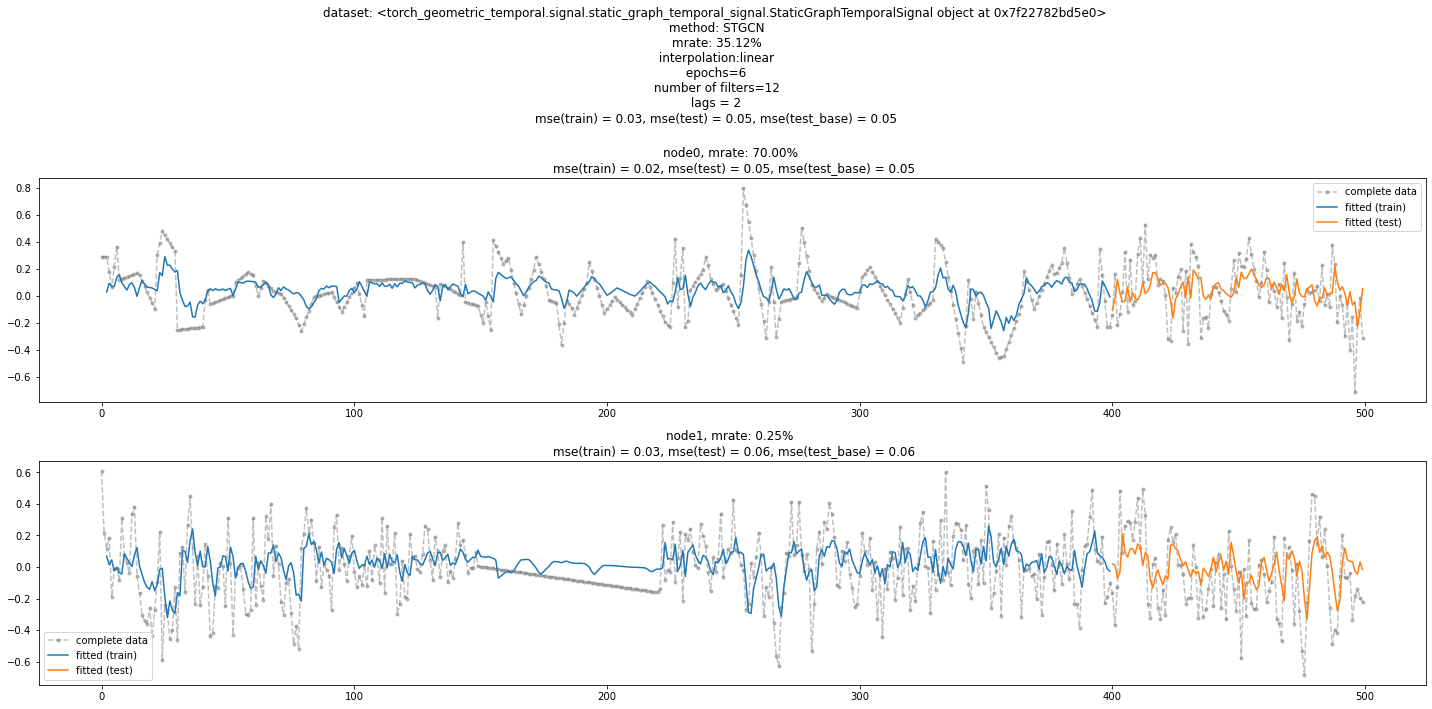 dataset: <torch_geometric_temporal.signal.static_graph_temporal_signal.StaticGraphTemporalSignal object at 0x7f22782bd5e0>
method: STGCN
mrate: 35.12%
interpolation:linear
epochs=6
number of filters=12
lags = 2
mse(train) = 0.03, mse(test) = 0.05, mse(test_base) = 0.05
node0, mrate: 70.00%
mse(train) = 0.02, mse(test) = 0.05, mse(test_base) = 0.05
0.8
0.6
0.4
0.2
0.0
−0.2
−0.4
−0.6
complete data
fitted (train)
fitted (test)
0 100 200 300 400 500
node1, mrate: 0.25%
mse(train) = 0.03, mse(test) = 0.06, mse(test_base) = 0.06
0.6
0.4
0.2
0.0
−0.2
−0.4
−0.6
complete data
fitted (train)
fitted (test)
0 100 200 300 400 500